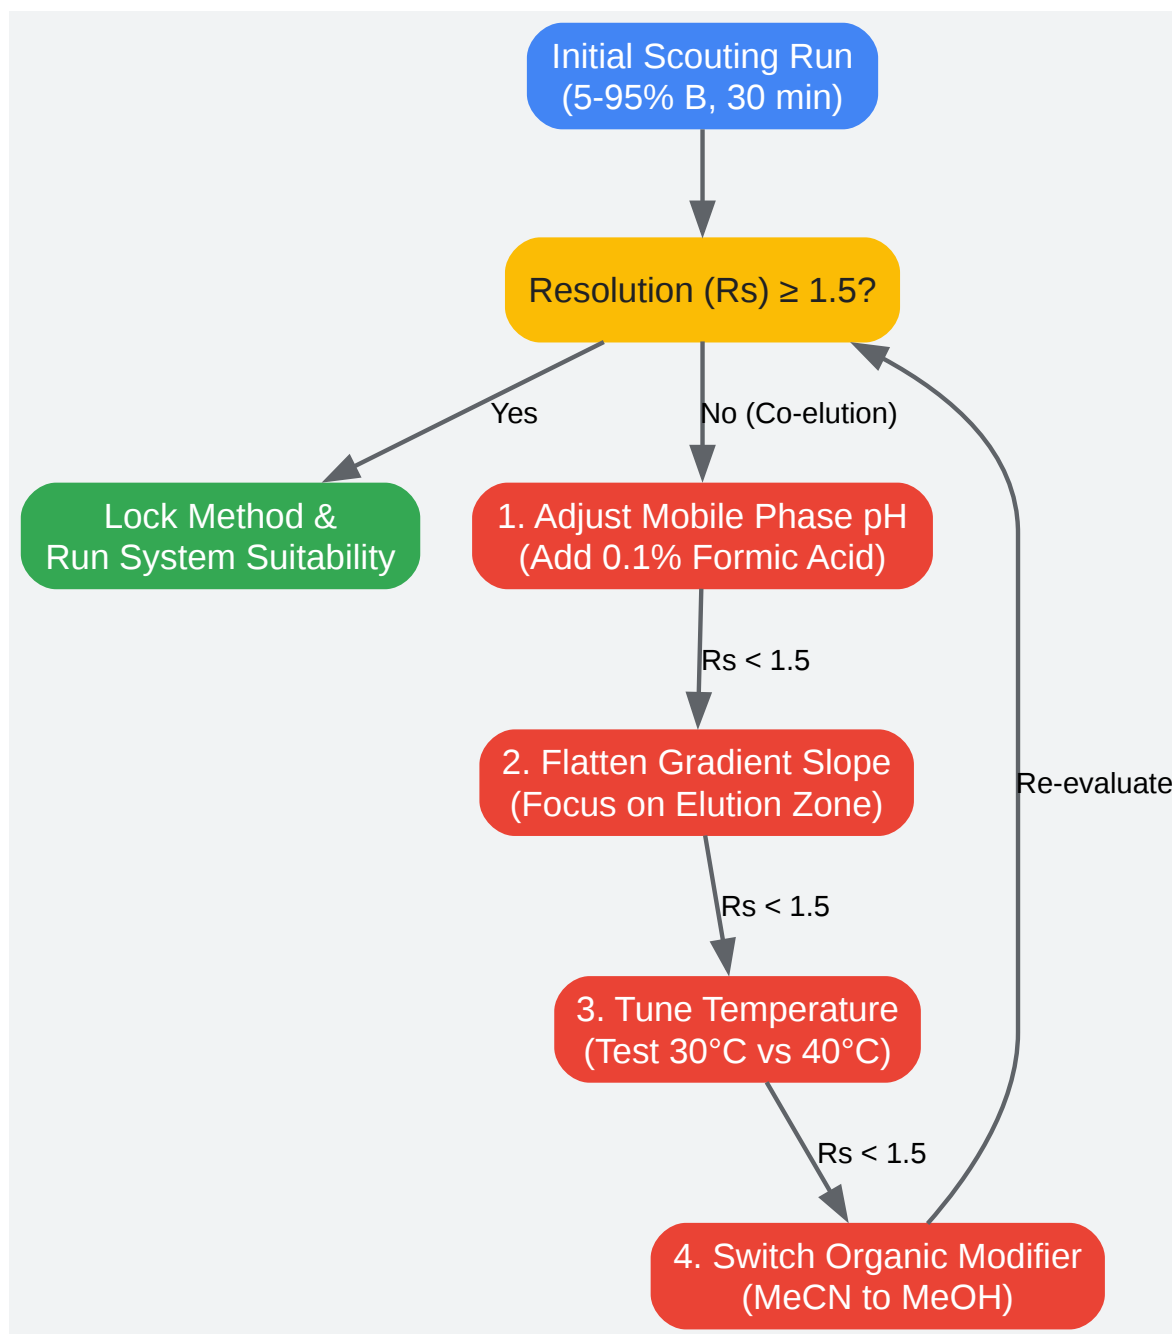 Initial Scouting Run
(5-95% B, 30 min)
Resolution (Rs) ≥ 1.5?
Yes
No (Co-elution)
Lock Method &
Run System Suitability
1. Adjust Mobile Phase pH
(Add 0.1% Formic Acid)
Rs < 1.5
2. Flatten Gradient Slope
(Focus on Elution Zone)
Re-evaluate
Rs < 1.5
3. Tune Temperature
(Test 30°C vs 40°C)
Rs < 1.5
4. Switch Organic Modifier
(MeCN to MeOH)